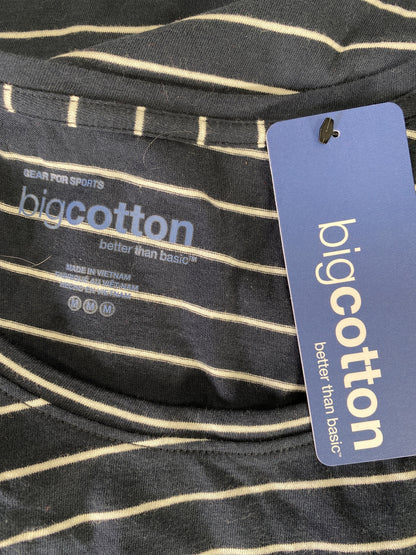 GEAR FOR SPORTS
bigcotton
better than basic™
MADE IN VIETNAM
M M M
bigcotton
better than basic™